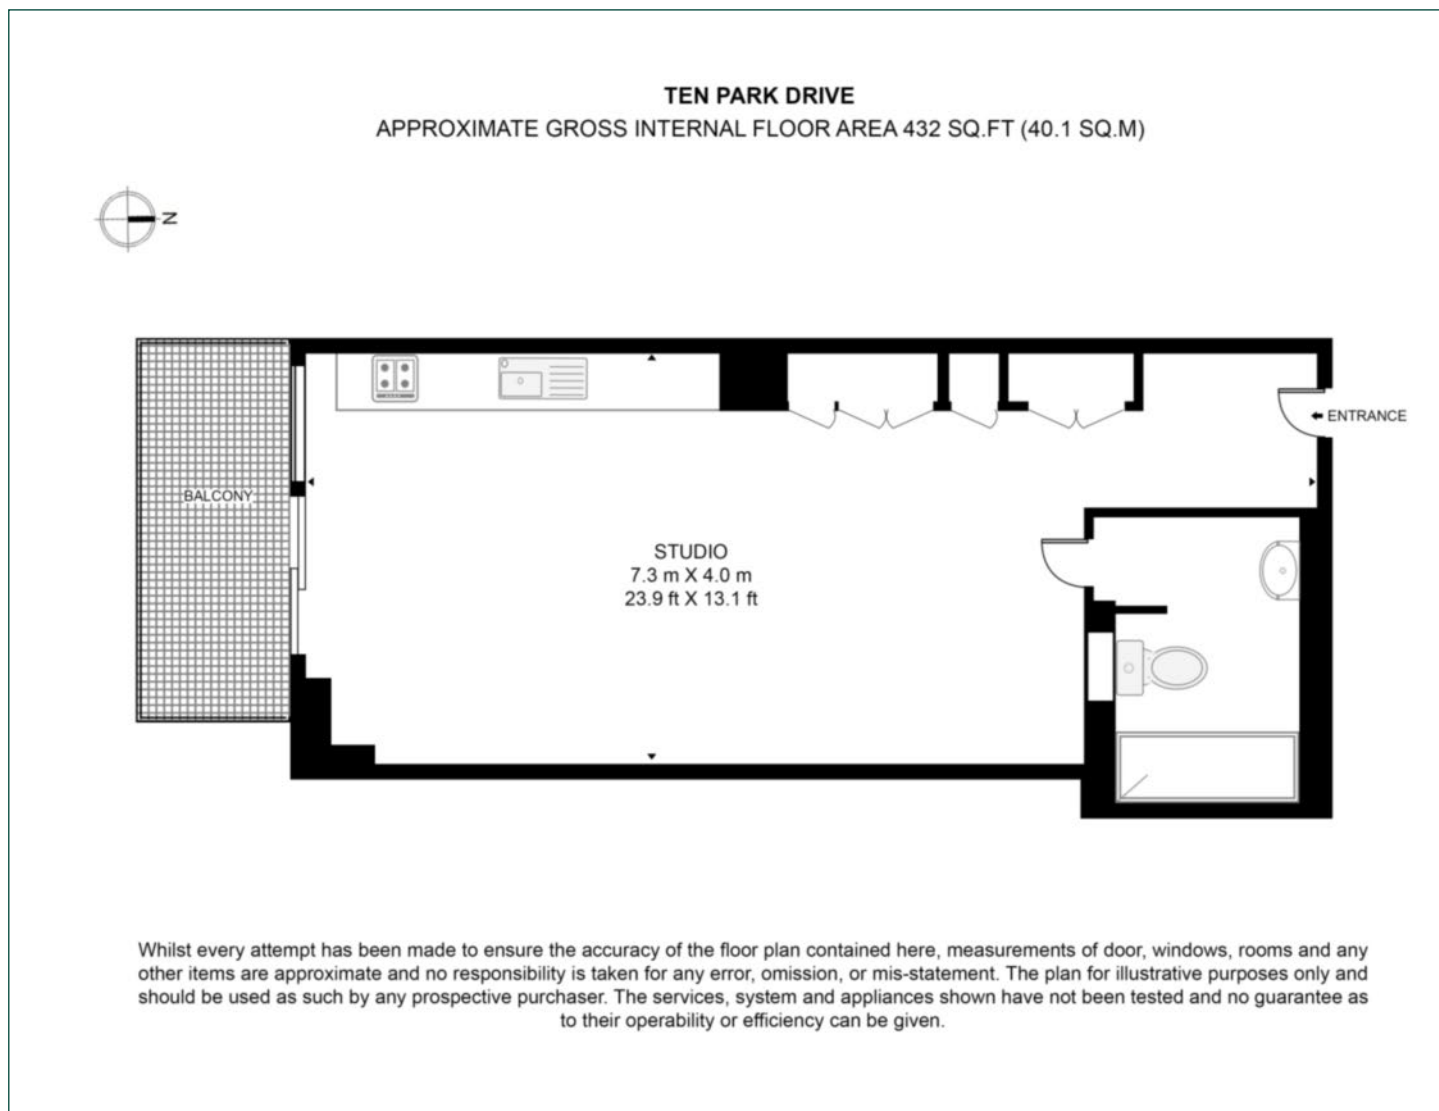 TEN PARK DRIVE
APPROXIMATE GROSS INTERNAL FLOOR AREA 432 SQ.FT (40.1 SQ.M)
N
ENTRANCE
BALCONY
STUDIO
7.3 m X 4.0 m
23.9 ft X 13.1 ft
Whilst every attempt has been made to ensure the accuracy of the floor plan contained here, measurements of door, windows, rooms and any
other items are approximate and no responsibility is taken for any error, omission, or mis-statement. The plan for illustrative purposes only and
should be used as such by any prospective purchaser. The services, system and appliances shown have not been tested and no guarantee as
to their operability or efficiency can be given.